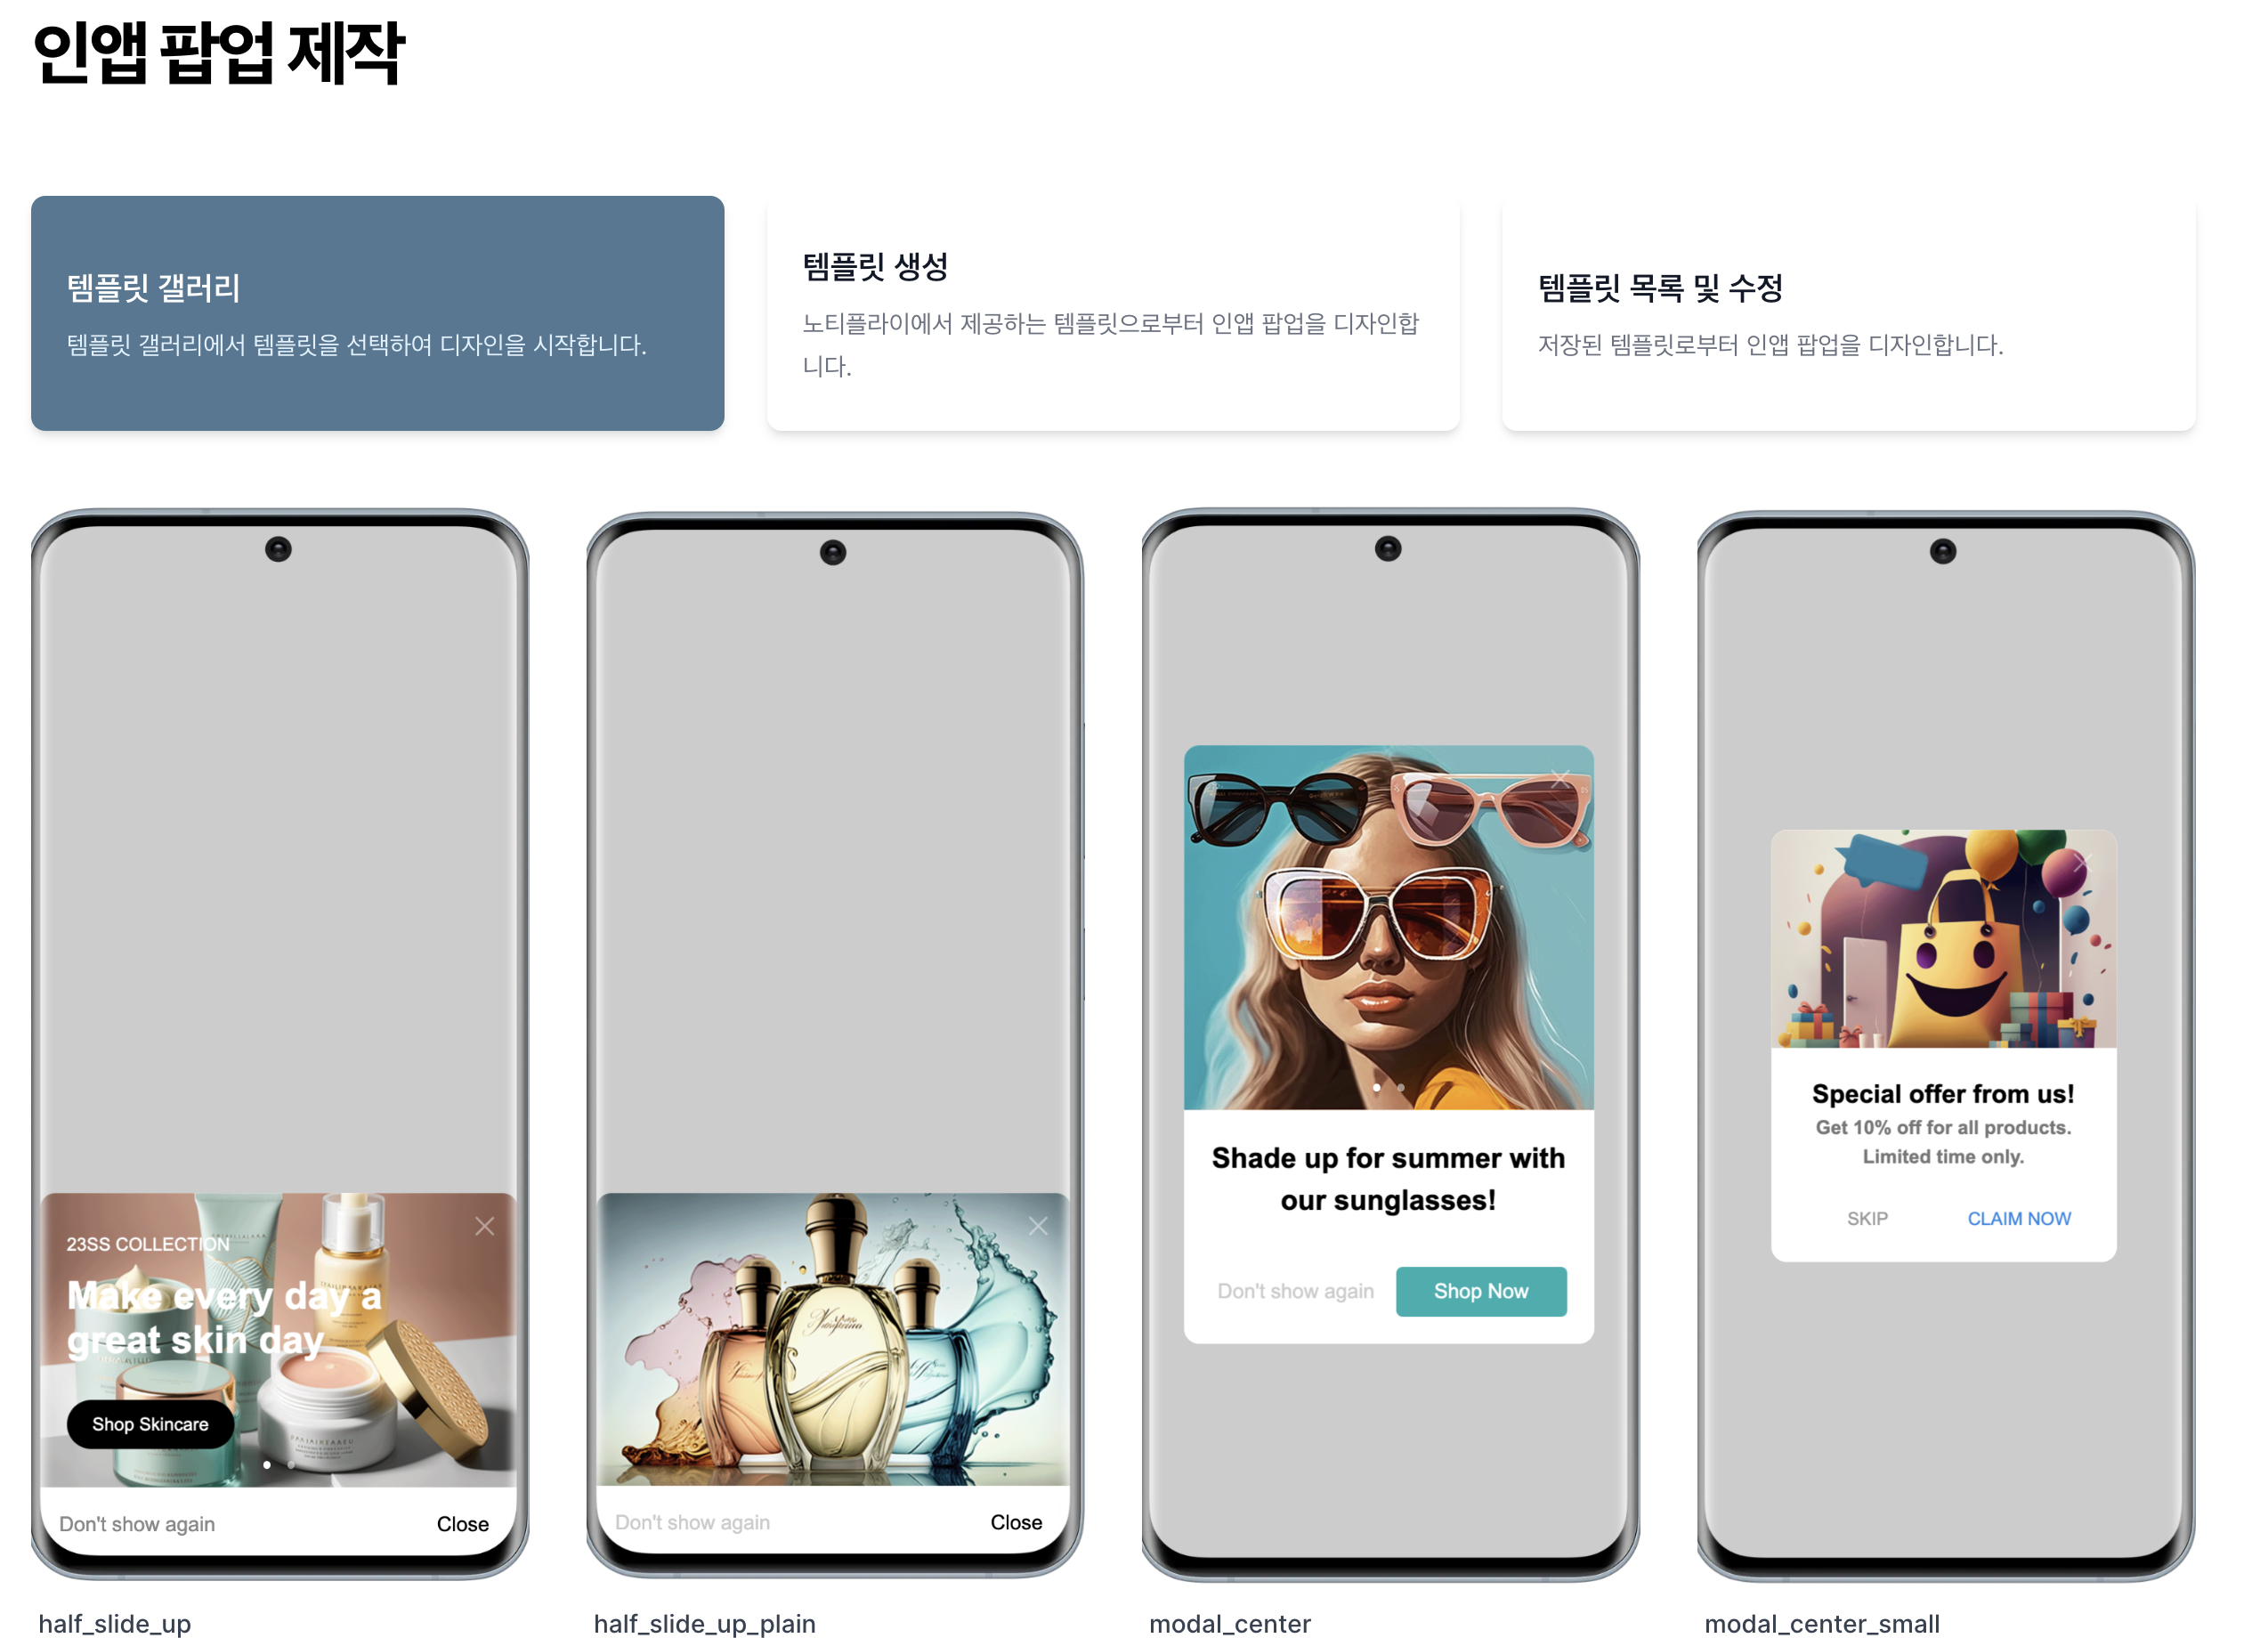 인앱 팝업 제작
템플릿 갤러리
템플릿 갤러리에서 템플릿을 선택하여 디자인을 시작합니다.
템플릿 생성
노티플라이에서 제공하는 템플릿으로부터 인앱 팝업을 디자인합
니다.
템플릿 목록 및 수정
저장된 템플릿로부터 인앱 팝업을 디자인합니다.
23SS COLLECTION
Make every day a
great skin day
Shop Skincare
Don't show again
Close
half_slide_up
Don't show again
Close
half_slide_up_plain
Shade up for summer with
our sunglasses!
Don't show again
Shop Now
modal_center
Special offer from us!
Get 10% off for all products.
Limited time only.
SKIP
CLAIM NOW
modal_center_small